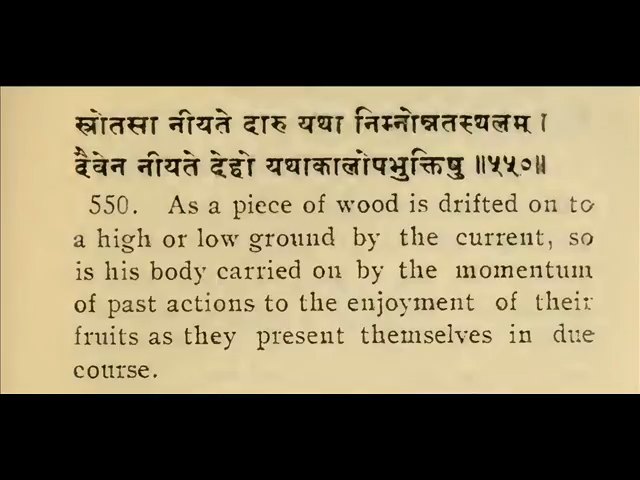 स्रोतसा नीयते दारु यथा निम्नोन्नतस्थलम् ।
दैवेन नीयते देहो यथाकालोपभुक्तिषु ॥५५०॥
550. As a piece of wood is drifted on to
a high or low ground by the current, so
is his body carried on by the momentum
of past actions to the enjoyment of their
fruits as they present themselves in due
course.